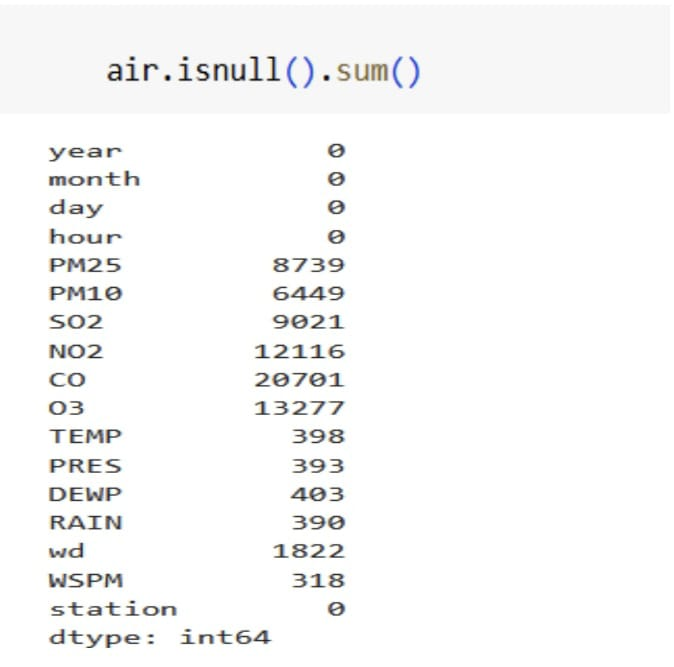 air.isnull().sum()
year 0
month 0
day 0
hour 0
PM25 8739
PM10 6449
SO2 9021
NO2 12116
CO 20701
O3 13277
TEMP 398
PRES 393
DEWP 403
RAIN 390
wd 1822
WSPM 318
station 0
dtype: int64